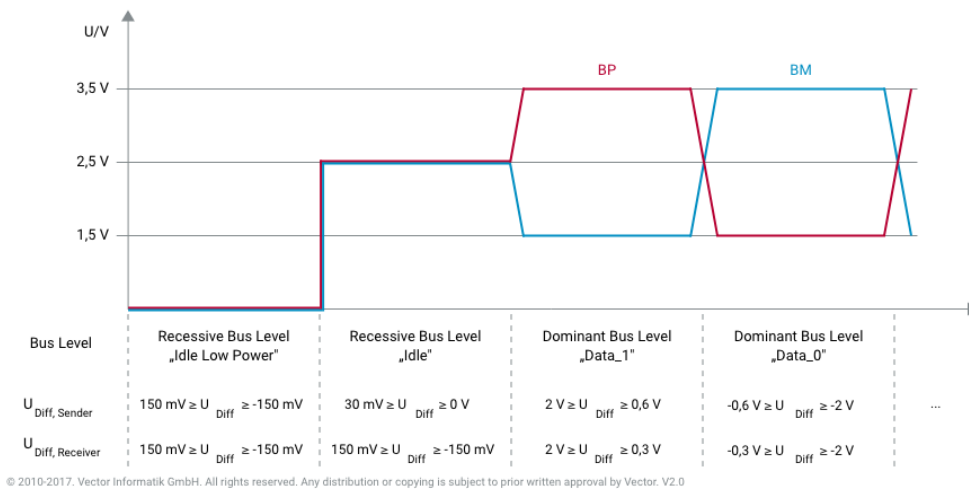 U/V
BP
BM
3,5 V
2,5 V
1,5 V
Bus Level
Recessive Bus Level
„Idle Low Power"
Recessive Bus Level
„Idle"
Dominant Bus Level
„Data_1"
Dominant Bus Level
„Data_0"
U Diff, Sender
150 mV ≥ U Diff ≥ -150 mV
30 mV ≥ U Diff ≥ 0 V
2 V ≥ U Diff ≥ 0,6 V
-0,6 V ≥ U Diff ≥ -2 V
...
U Diff, Receiver
150 mV ≥ U Diff ≥ -150 mV
150 mV ≥ U Diff ≥ -150 mV
2 V ≥ U Diff ≥ 0,3 V
-0,3 V ≥ U Diff ≥ -2 V
© 2010-2017. Vector Informatik GmbH. All rights reserved. Any distribution or copying is subject to prior written approval by Vector. V2.0